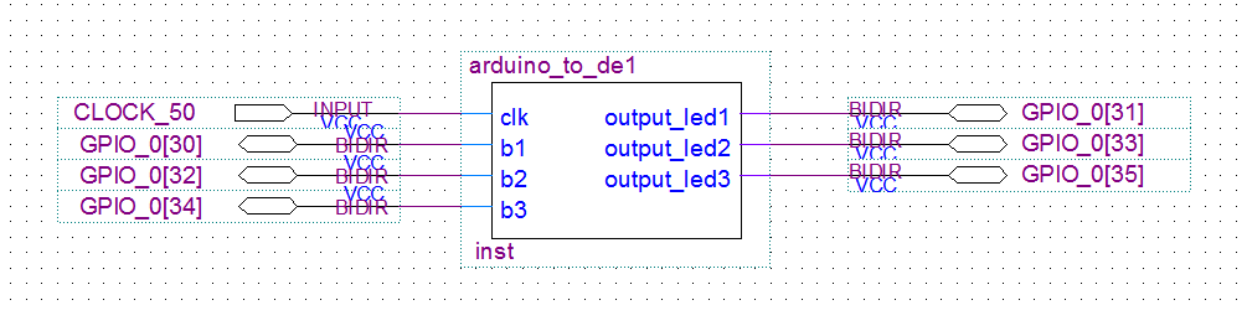 arduino_to_de1
CLOCK_50 INPUT VCC clk output_led1 BIDIR VCC GPIO_0[31]
GPIO_0[30] VCC BIDIR b1 output_led2 BIDIR VCC GPIO_0[33]
GPIO_0[32] VCC BIDIR b2 output_led3 BIDIR VCC GPIO_0[35]
GPIO_0[34] VCC BIDIR b3
inst